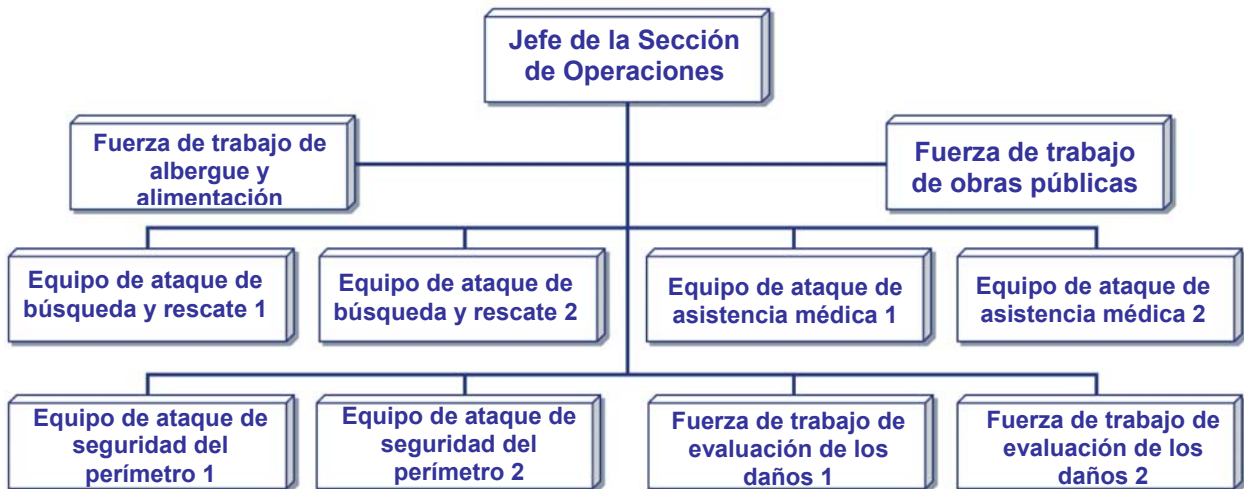 Jefe de la Sección
de Operaciones
Fuerza de trabajo de
albergue y
alimentación
Fuerza de trabajo
de obras públicas
Equipo de ataque de
búsqueda y rescate 1
Equipo de ataque de
búsqueda y rescate 2
Equipo de ataque de
asistencia médica 1
Equipo de ataque de
asistencia médica 2
Equipo de ataque de
seguridad del
perímetro 1
Equipo de ataque de
seguridad del
perímetro 2
Fuerza de trabajo de
evaluación de los
daños 1
Fuerza de trabajo de
evaluación de los
daños 2